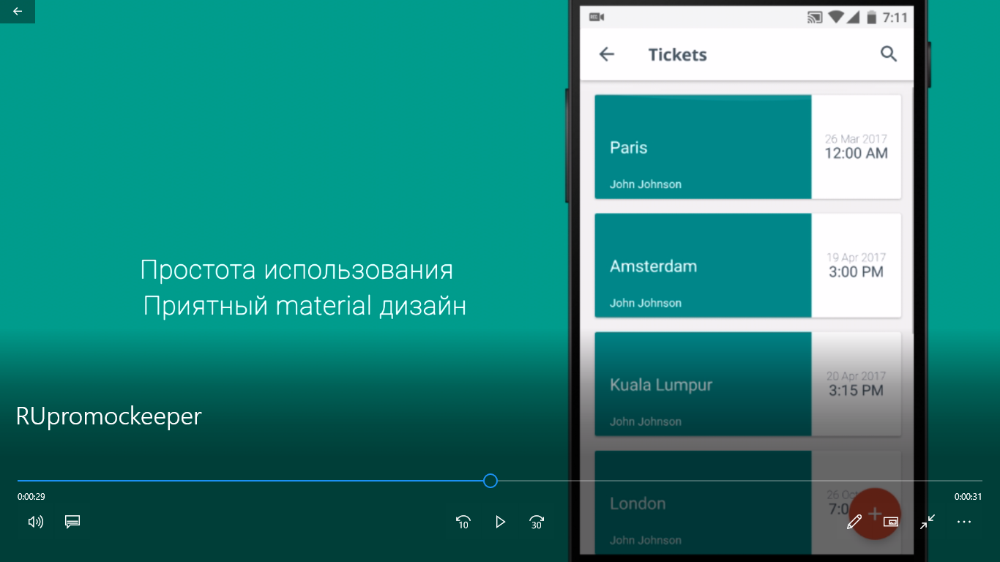 7:11
Tickets
Paris
John Johnson
26 Mar 2017
12:00 AM
Amsterdam
John Johnson
19 Apr 2017
3:00 PM
Kuala Lumpur
John Johnson
20 Apr 2017
3:15 PM
London
John Johnson
26 Oc
7:0
Простота использования
Приятный material дизайн
RUpromockeeper
0:00:29
0:00:31
10
30